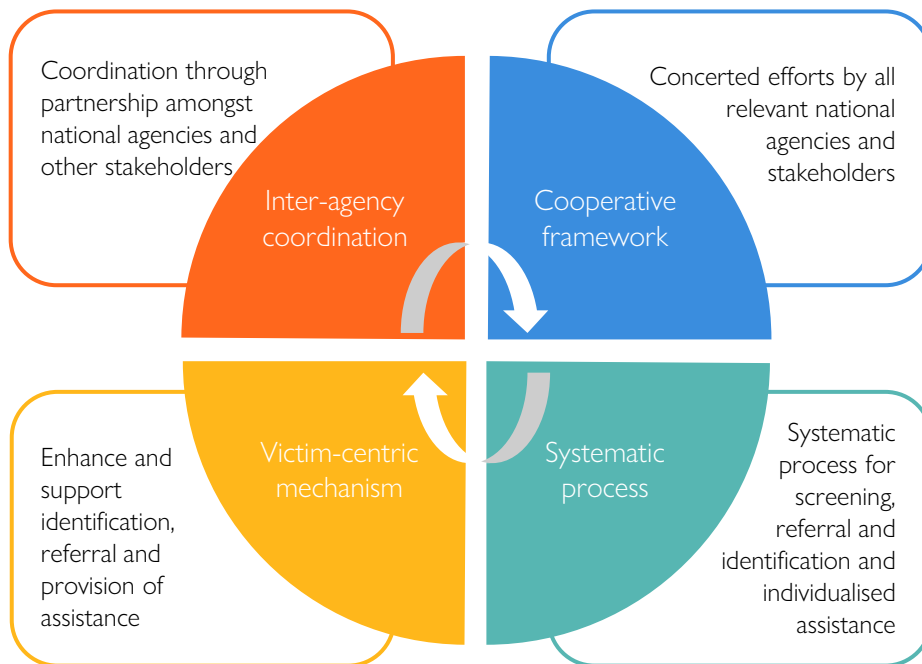 Coordination through
partnership amongst
national agencies and
other stakeholders
Inter-agency
coordination
Concerted efforts by all
relevant national
agencies and
stakeholders
Cooperative
framework
Enhance and
support
identification,
referral and
provision of
assistance
Victim-centric
mechanism
Systematic
process
Systematic
process for
screening,
referral and
identification and
individualised
assistance